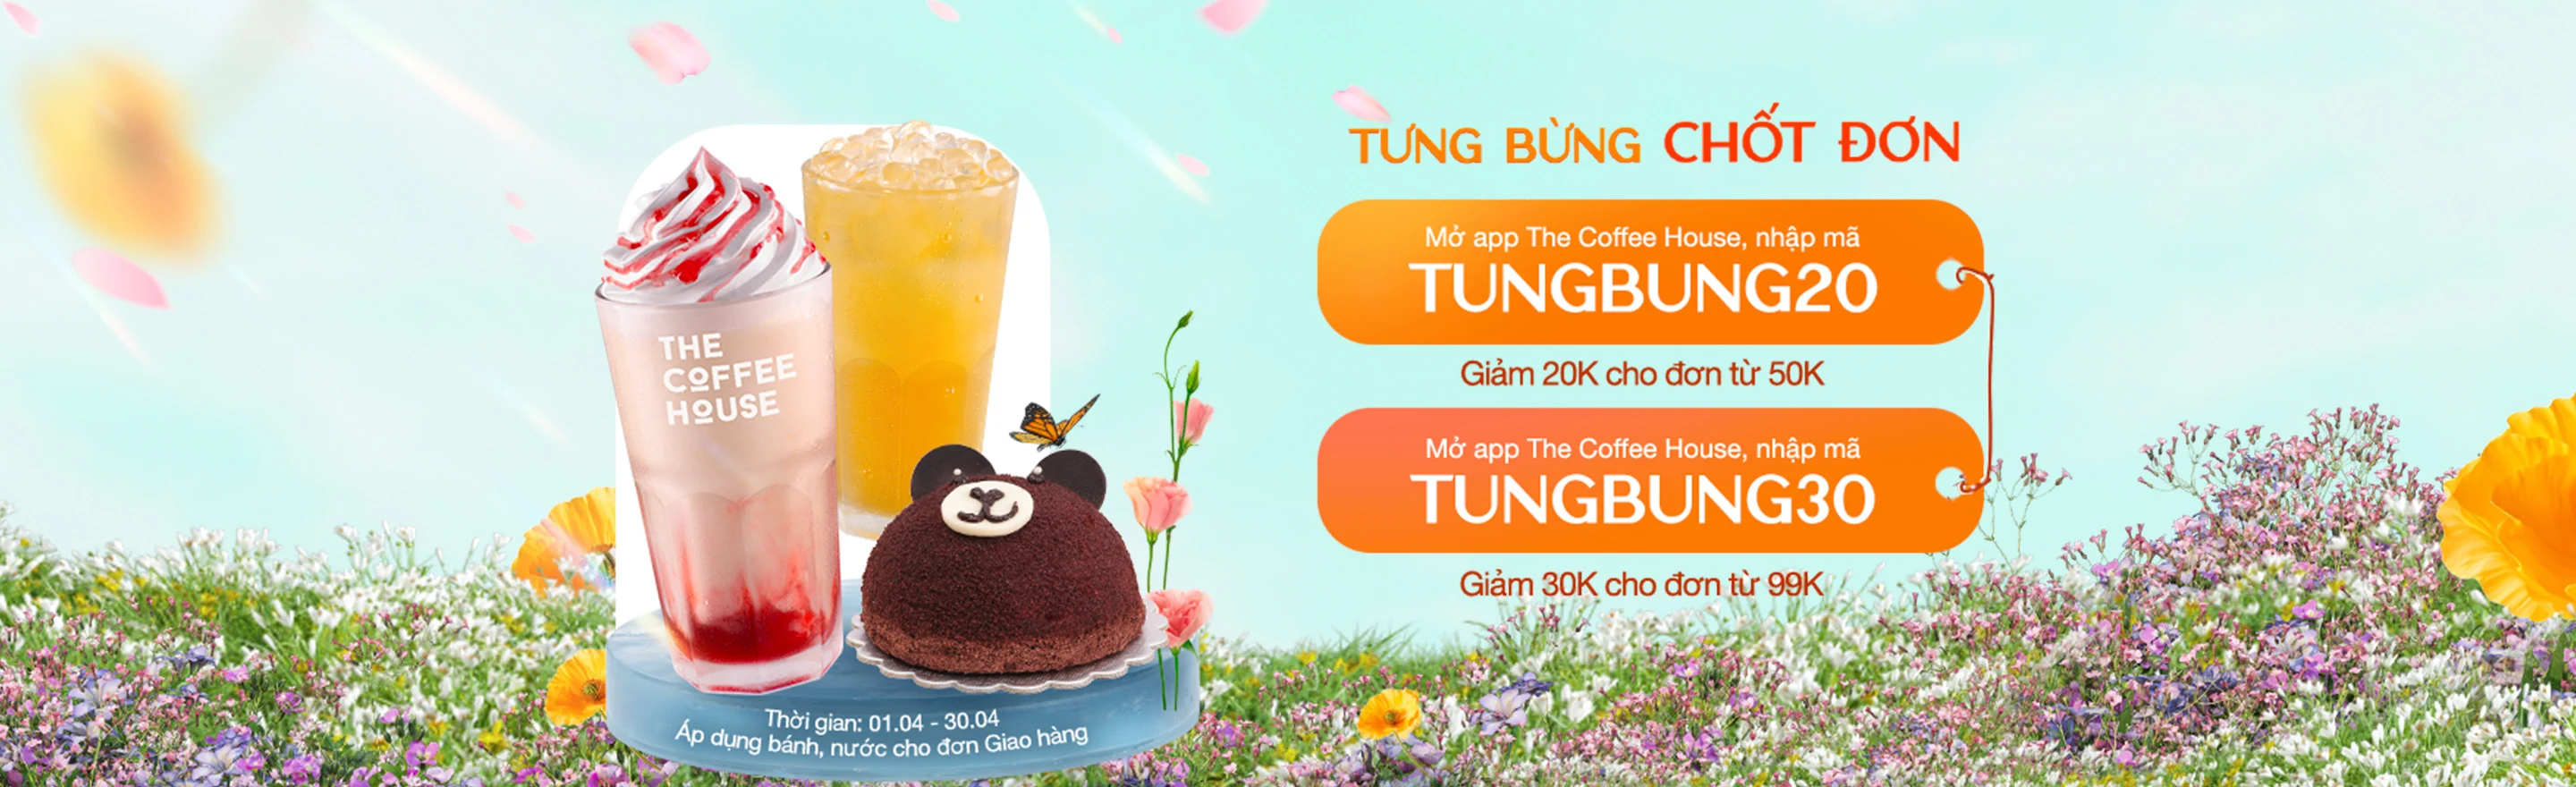 TƯNG BỪNG CHỐT ĐƠN
Mở app The Coffee House, nhập mã
TUNGBUNG20
Giảm 20K cho đơn từ 50K
Mở app The Coffee House, nhập mã
TUNGBUNG30
Giảm 30K cho đơn từ 99K
THE
COFFEE
HOUSE
Thời gian: 01.04 - 30.04
Áp dụng bánh, nước cho đơn Giao hàng